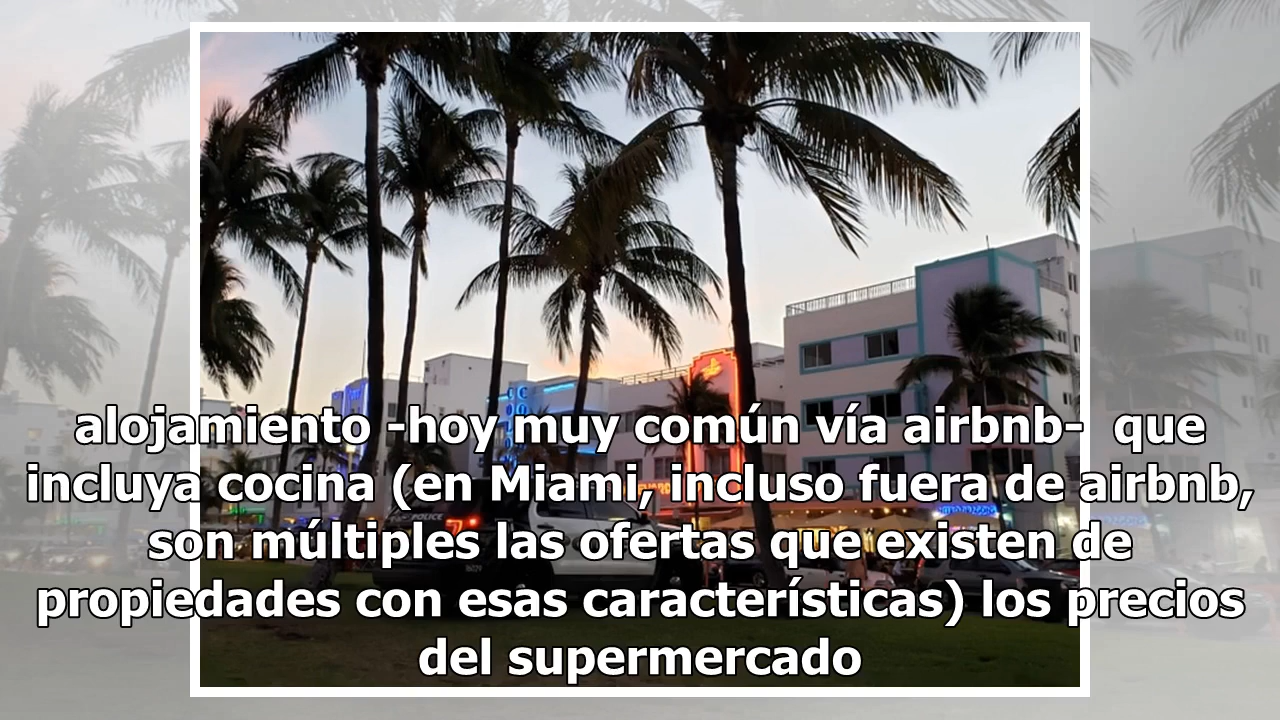 alojamiento -hoy muy común vía airbnb-  que
incluya cocina (en Miami, incluso fuera de airbnb,
son múltiples las ofertas que existen de
propiedades con esas características) los precios
del supermercado
POLICE